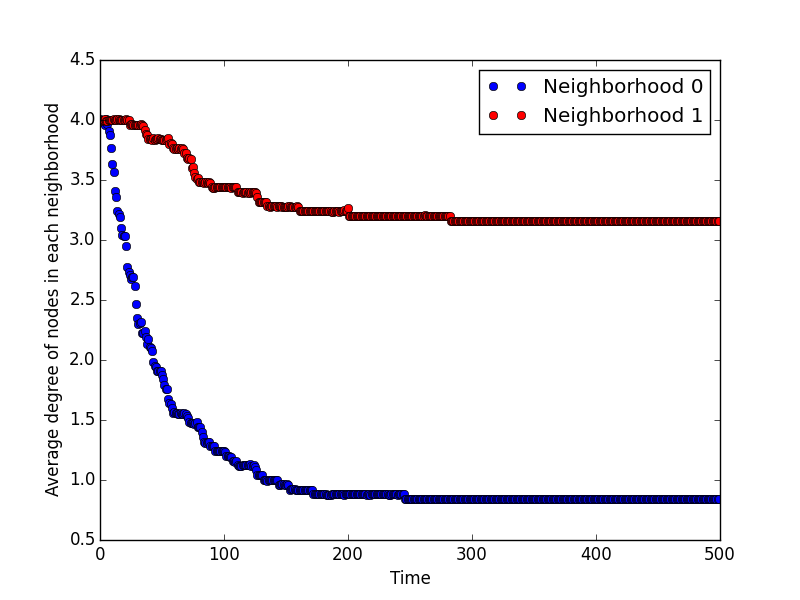 4.5
4.0
3.5
3.0
2.5
2.0
1.5
1.0
0.5
0 100 200 300 400 500
Average degree of nodes in each neighborhood
Time
Neighborhood 0
Neighborhood 1